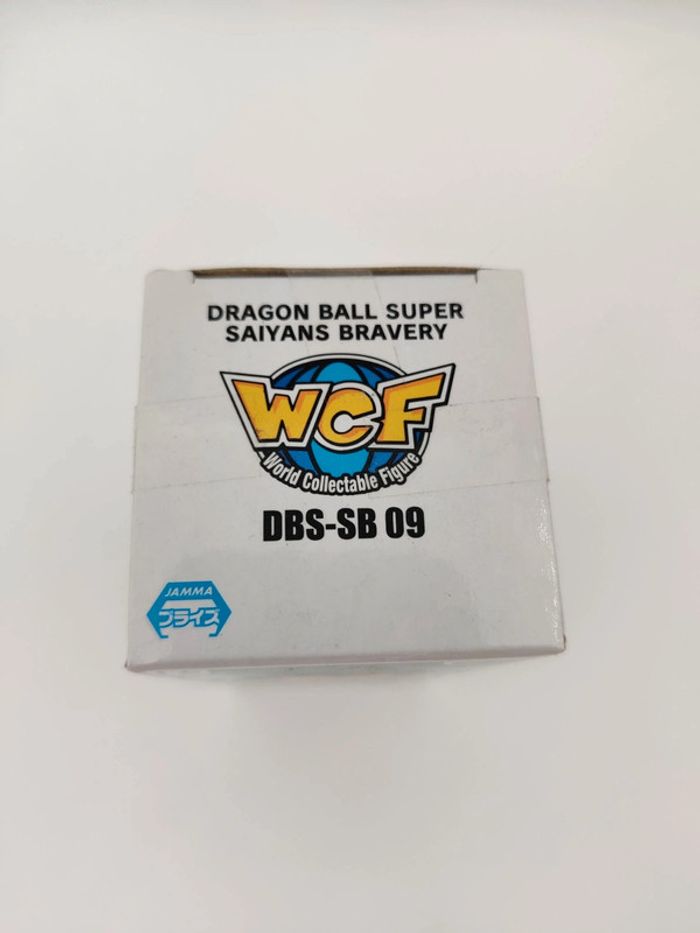 DRAGON BALL SUPER
SAIYANS BRAVERY
WCF
World Collectable Figure
DBS-SB 09
JAMMA
プライズ